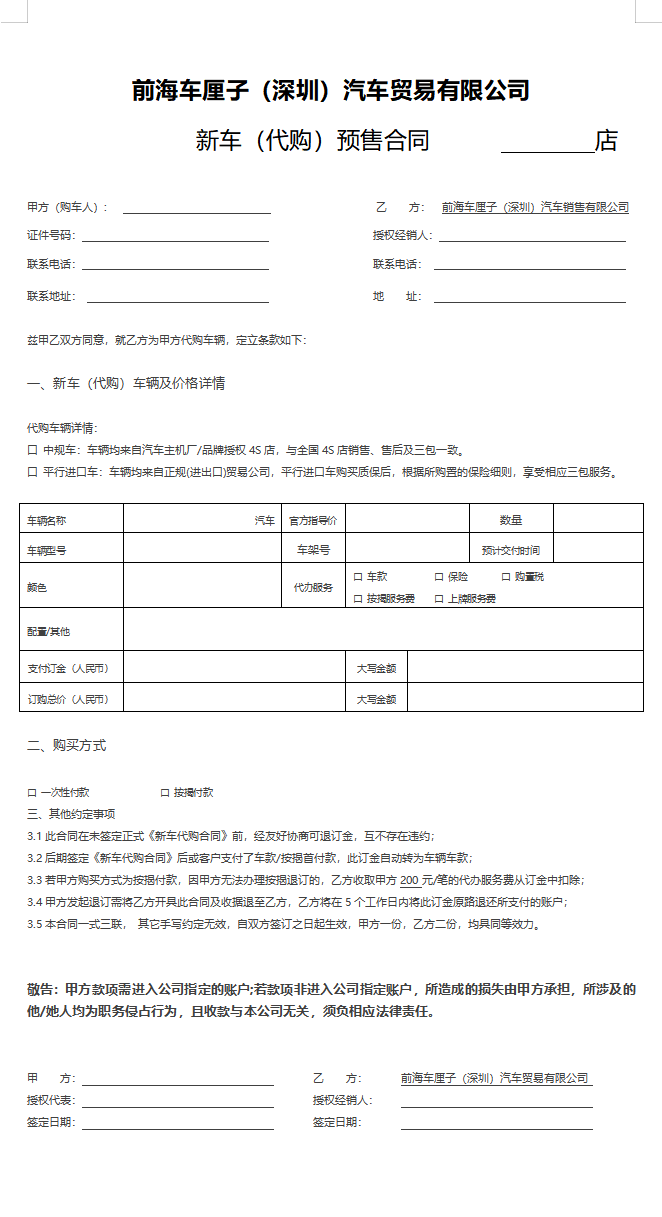 前海车厘子（深圳）汽车贸易有限公司
新车（代购）预售合同 店
甲方（购车人）： 乙 方： 前海车厘子（深圳）汽车销售有限公司
证件号码： 授权经销人：
联系电话： 联系电话：
联系地址： 地 址：
兹甲乙双方同意，就乙方为甲方代购车辆，定立条款如下：
一、新车（代购）车辆及价格详情
代购车辆详情：
口 中规车：车辆均来自汽车主机厂/品牌授权 4S 店，与全国 4S 店销售、售后及三包一致。
口 平行进口车：车辆均来自正规(进出口)贸易公司，平行进口车购买质保后，根据所购置的保险细则，享受相应三包服务。
车辆名称 汽车 官方指导价 数量
车辆型号 车架号 预计交付时间
颜色 代办服务 口 车款 口 保险 口 购置税
口 按揭服务费 口 上牌服务费
配置/其他
支付订金（人民币） 大写金额
订购总价（人民币） 大写金额
二、购买方式
口 一次性付款 口 按揭付款
三、其他约定事项
3.1 此合同在未签定正式《新车代购合同》前，经友好协商可退订金，互不存在违约；
3.2 后期签定《新车代购合同》后或客户支付了车款/按揭首付款，此订金自动转为车辆车款；
3.3 若甲方购买方式为按揭付款，因甲方无法办理按揭退订的，乙方收取甲方 200 元/笔的代办服务费从订金中扣除；
3.4 甲方发起退订需将乙方开具此合同及收据退至乙方，乙方将在 5 个工作日内将此订金原路退还所支付的账户；
3.5 本合同一式三联， 其它手写约定无效，自双方签订之日起生效，甲方一份，乙方二份，均具同等效力。
敬告：甲方款项需进入公司指定的账户;若款项非进入公司指定账户，所造成的损失由甲方承担，所涉及的
他/她人均为职务侵占行为，且收款与本公司无关，须负相应法律责任。
甲 方： 乙 方： 前海车厘子（深圳）汽车贸易有限公司
授权代表： 授权经销人：
签定日期： 签定日期：